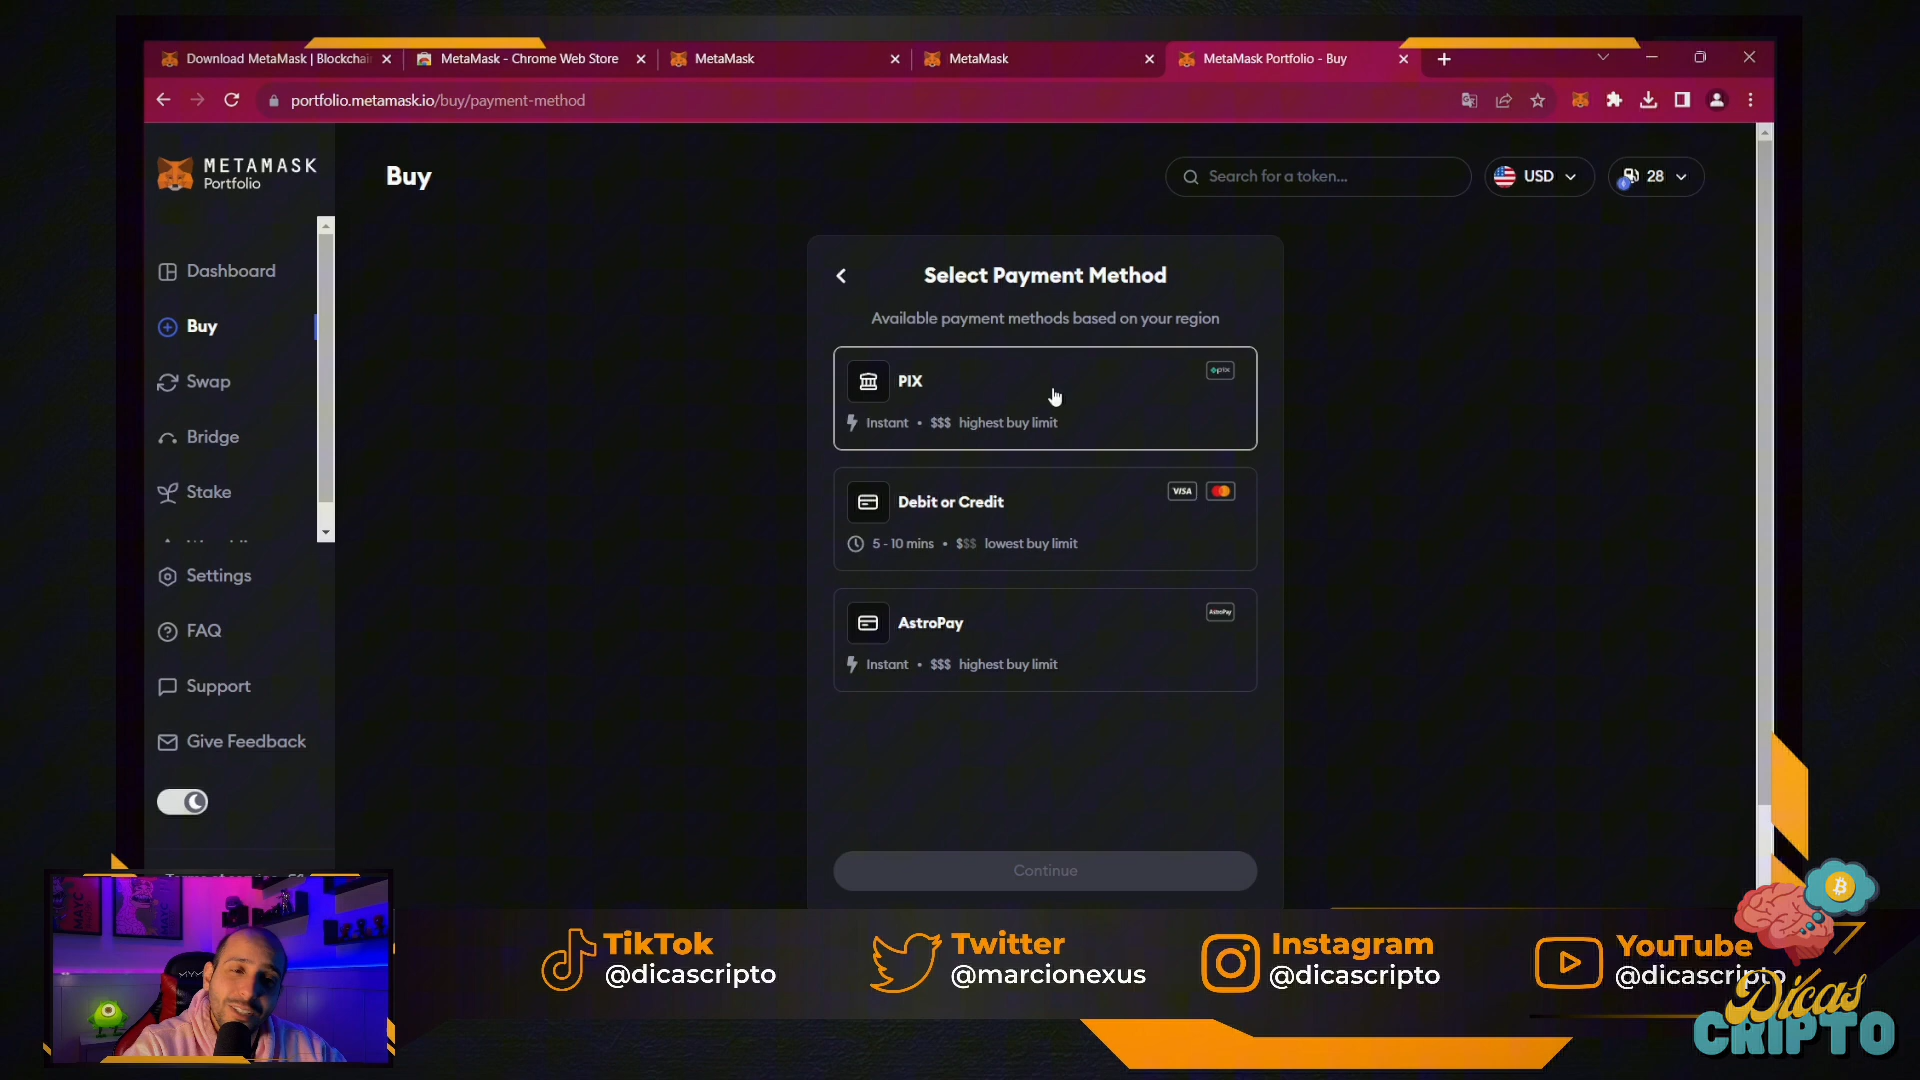 Download MetaMask | Blockchai
MetaMask - Chrome Web Store
MetaMask
MetaMask
MetaMask Portfolio - Buy
portfolio.metamask.io/buy/payment-method
METAMASK
Portfolio
Buy
Search for a token...
USD
28
Dashboard
Buy
Swap
Bridge
Stake
Settings
FAQ
Support
Give Feedback
Select Payment Method
Available payment methods based on your region
PIX
pix
Instant • $$$ highest buy limit
Debit or Credit
VISA
5 - 10 mins • $$$ lowest buy limit
AstroPay
AstroPay
Instant • $$$ highest buy limit
Continue
MAYC
TikTok
@dicascripto
Twitter
@marcionexus
Instagram
@dicascripto
YouTube
@dicascripto
Dicas
CRIPTO